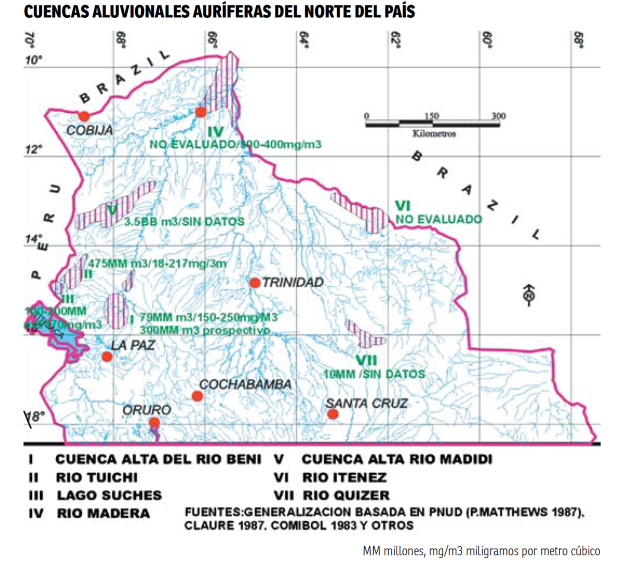 CUENCAS ALUVIONALES AURÍFERAS DEL NORTE DEL PAÍS
70° 68° 66° 64° 62° 60° 58°
10°
BRAZIL
COBIJA
0 150 300
Kilometros
IV
NO EVALUADO/ -400mg/m3
12°
BRAZIL
PERU
V
3.5BB m3/SIN DATOS
VI
NO EVALUADO
14°
475MM m3/18-217mg/3m
II
TRINIDAD
III
MM
mg/m3
I
79MM m3/150-250mg/M3
300MM m3 prospectivo
LA PAZ
VII
10MM /SIN DATOS
COCHABAMBA
ORURO
SANTA CRUZ
18°
I CUENCA ALTA DEL RIO BENI V CUENCA ALTA RIO MADIDI
II RIO TUICHI VI RIO ITENEZ
III LAGO SUCHES VII RIO QUIZER
IV RIO MADERA FUENTES:GENERALIZACION BASADA EN PNUD (P.MATTHEWS 1987).
CLAURE 1987. COMIBOL 1983 Y OTROS
MM millones, mg/m3 miligramos por metro cúbico